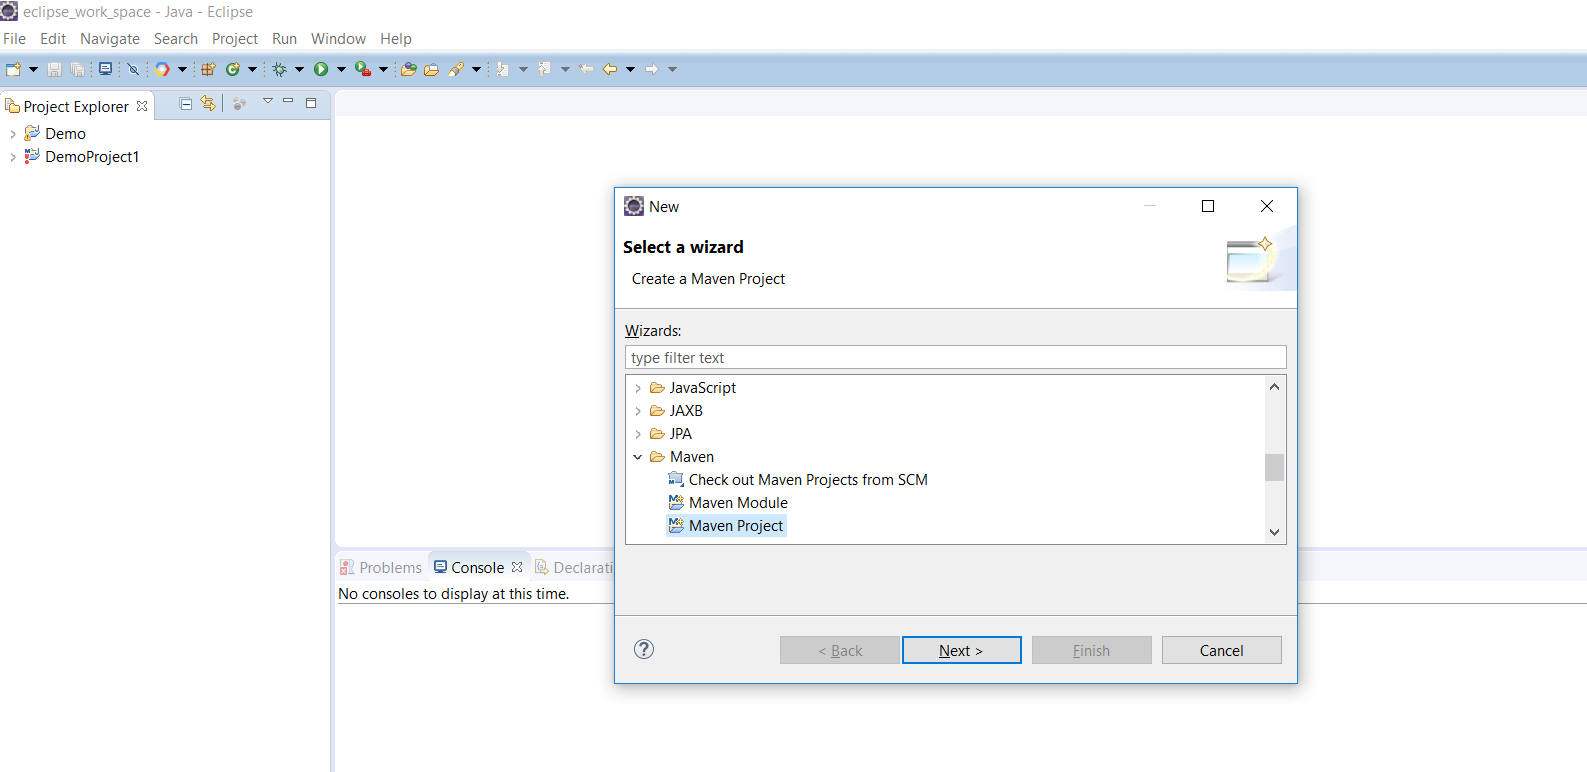 eclipse_work_space - Java - Eclipse
File Edit Navigate Search Project Run Window Help
Project Explorer
Demo
DemoProject1
New
Select a wizard
Create a Maven Project
Wizards:
type filter text
JavaScript
JAXB
JPA
Maven
Check out Maven Projects from SCM
Maven Module
Maven Project
< Back Next > Finish Cancel
Problems Console Declarati
No consoles to display at this time.